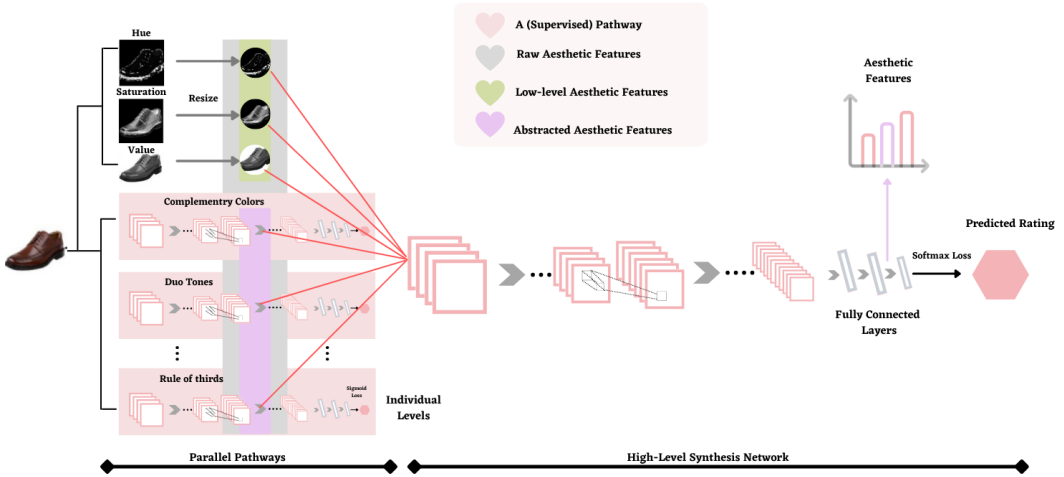 Hue
Saturation
Resize
Value
Complementry Colors
Duo Tones
Rule of thirds
Sigmoid
Loss
Individual
Levels
A (Supervised) Pathway
Raw Aesthetic Features
Low-level Aesthetic Features
Abstracted Aesthetic Features
Aesthetic
Features
Predicted Rating
Softmax Loss
Fully Connected
Layers
Parallel Pathways
High-Level Synthesis Network